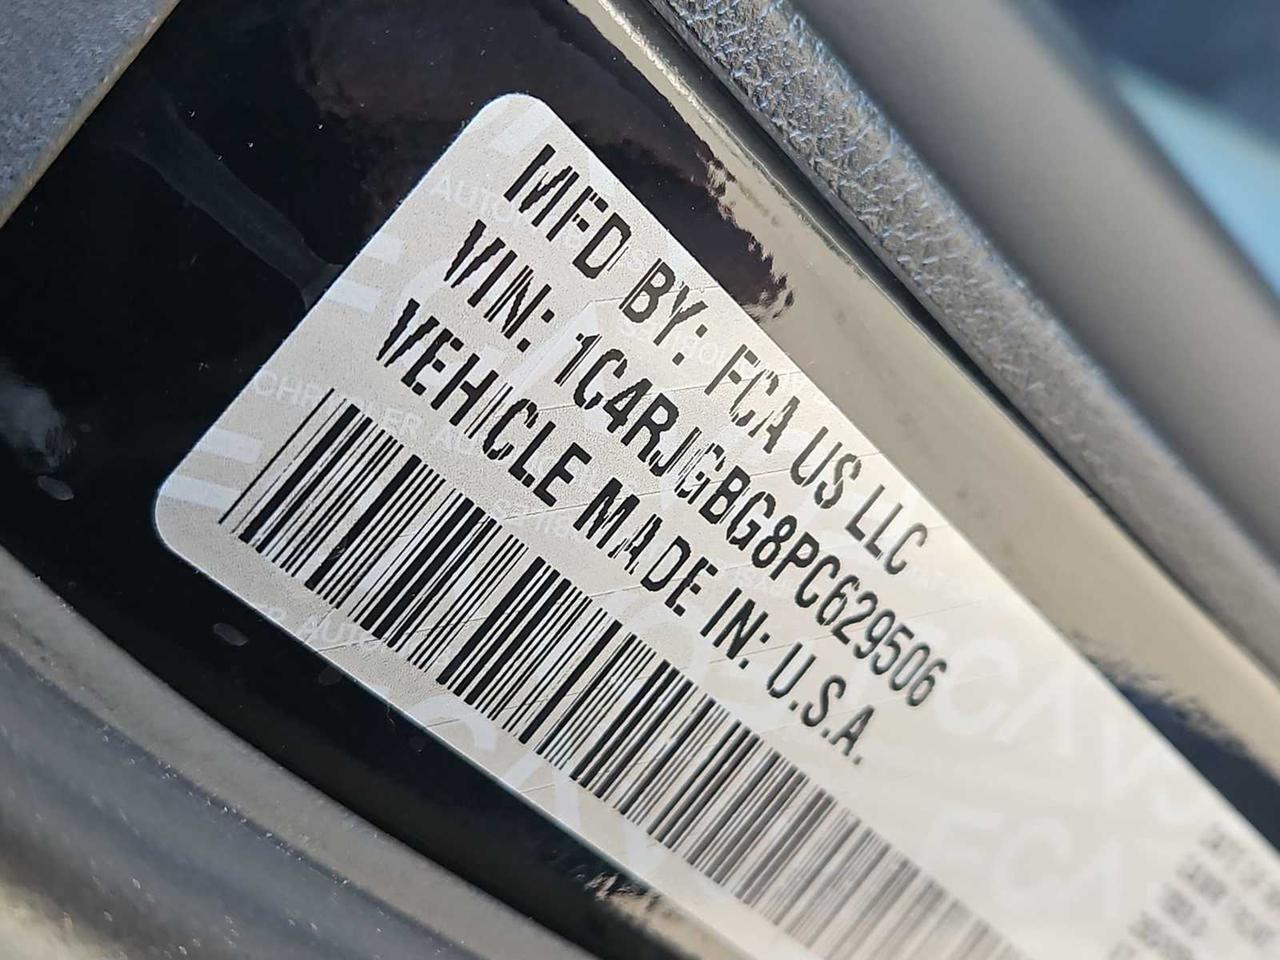 MFD BY: FCA US LLC
VIN: 1C4RJGBG8PC629506
VEHICLE MADE IN: U.S.A.